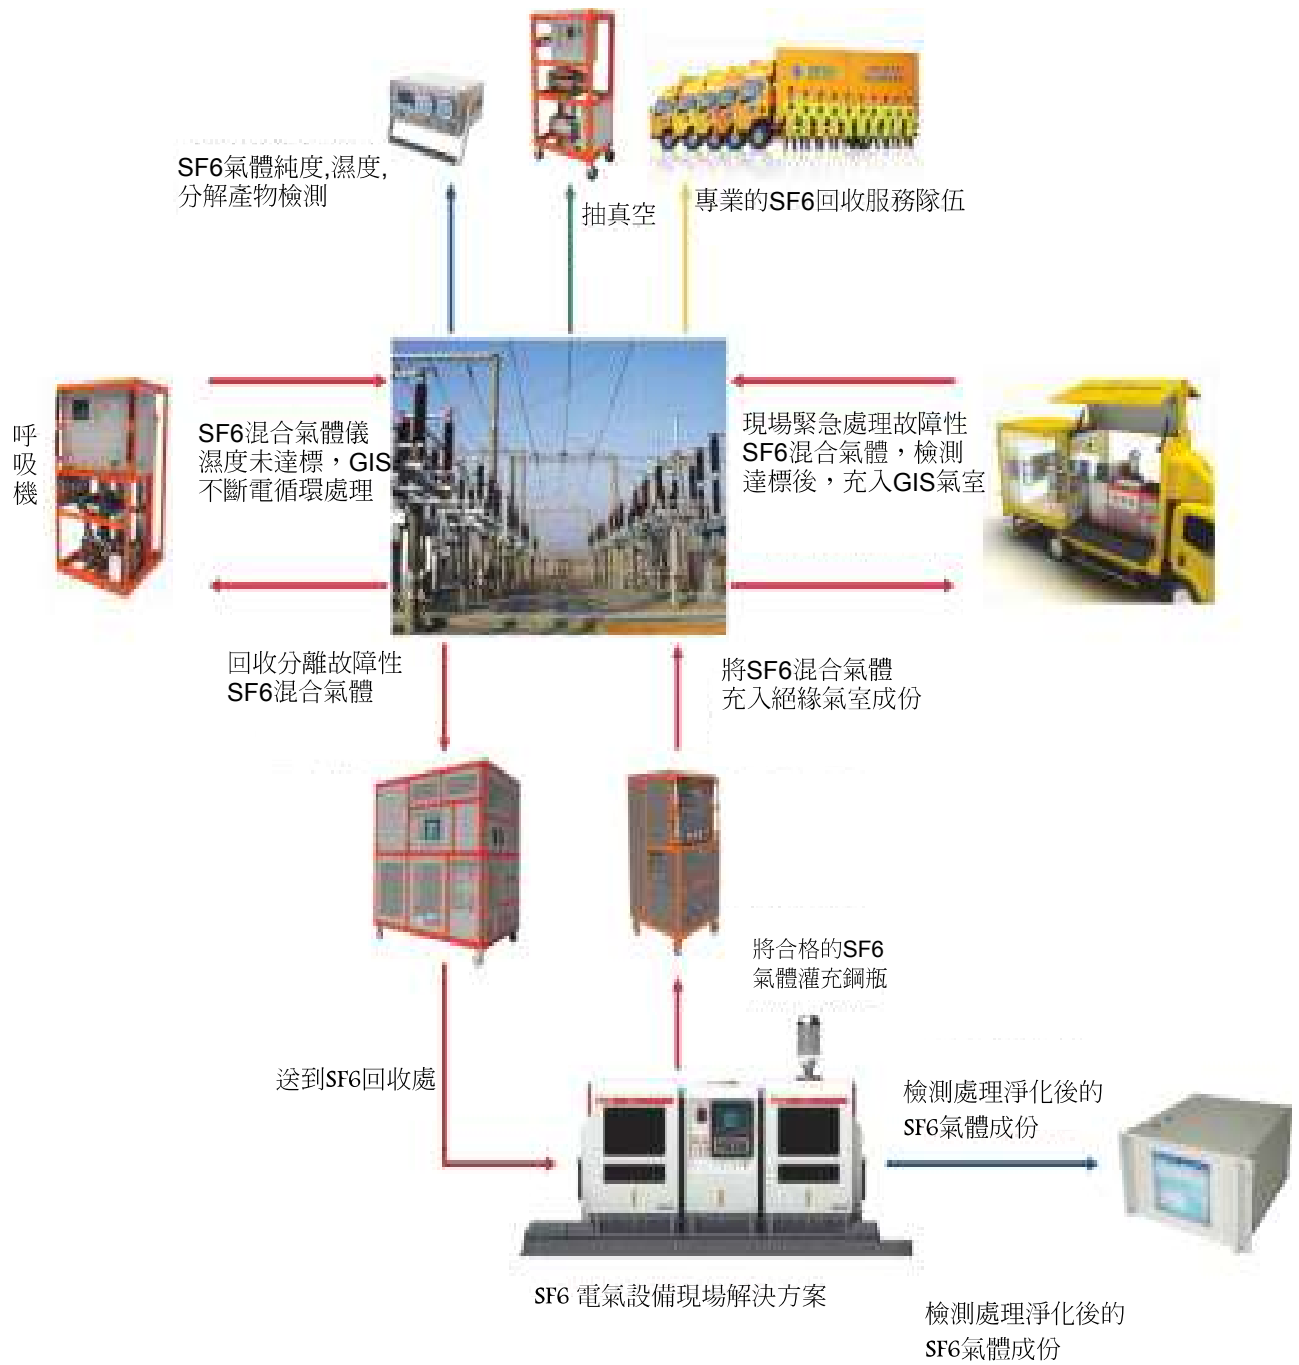 SF6氣體純度,濕度,
分解產物檢測
抽真空
專業的SF6回收服務隊伍
呼
吸
機
SF6混合氣體儀
濕度未達標，GIS
不斷電循環處理
現場緊急處理故障性
SF6混合氣體，檢測
達標後，充入GIS氣室
回收分離故障性
SF6混合氣體
將SF6混合氣體
充入絕緣氣室成份
將合格的SF6
氣體灌充鋼瓶
送到SF6回收處
檢測處理淨化後的
SF6氣體成份
SF6 電氣設備現場解決方案
檢測處理淨化後的
SF6氣體成份